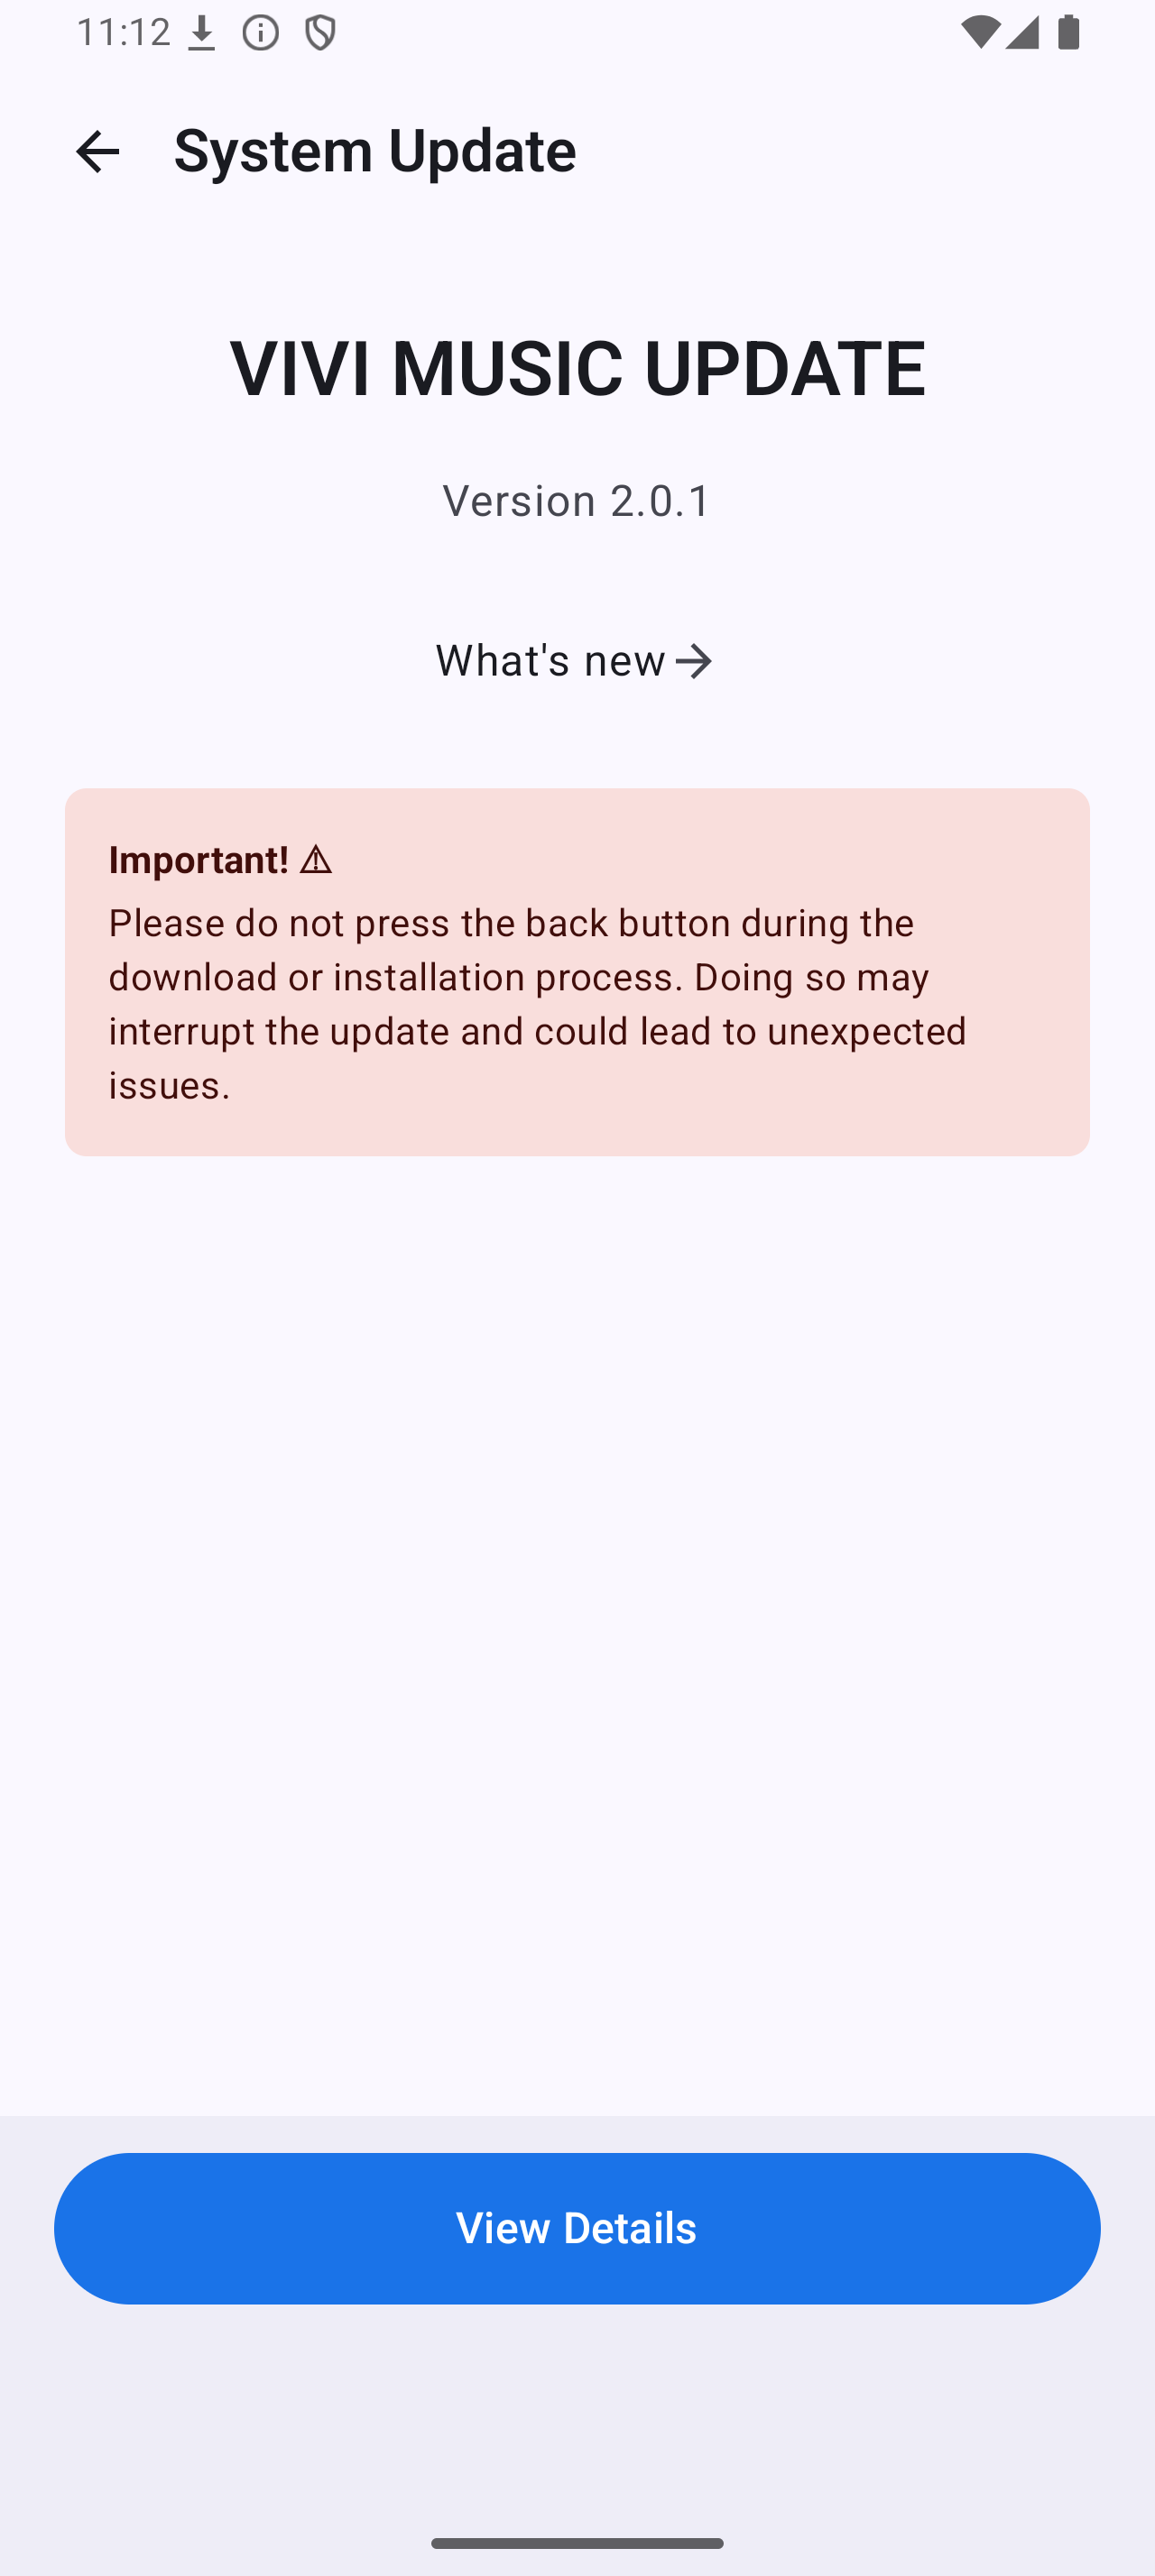 11:12
System Update
VIVI MUSIC UPDATE
Version 2.0.1
What's new
Important! ⚠
Please do not press the back button during the
download or installation process. Doing so may
interrupt the update and could lead to unexpected
issues.
View Details